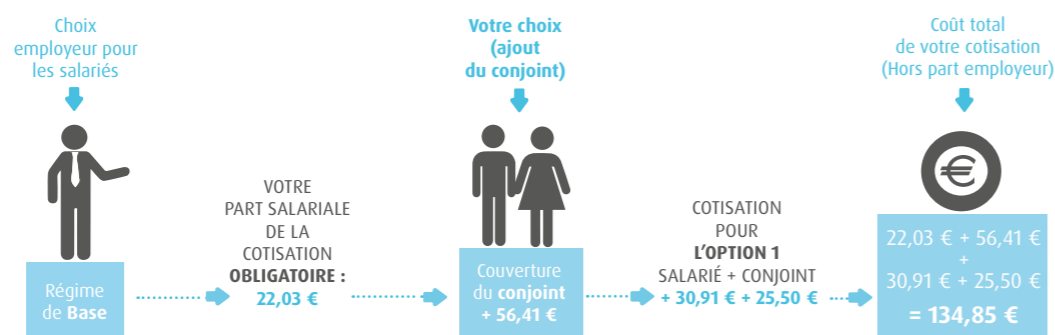 Choix
employeur pour
les salariés
Votre choix
(ajout
du conjoint)
Coût total
de votre cotisation
(Hors part employeur)
Régime
de Base
VOTRE
PART SALARIALE
DE LA
COTISATION
OBLIGATOIRE :
22,03 €
Couverture
du conjoint
+ 56,41 €
COTISATION
POUR
L'OPTION 1
SALARIÉ + CONJOINT
+ 30,91 € + 25,50 €
€
22,03 € + 56,41 €
+
30,91 € + 25,50 €
= 134,85 €